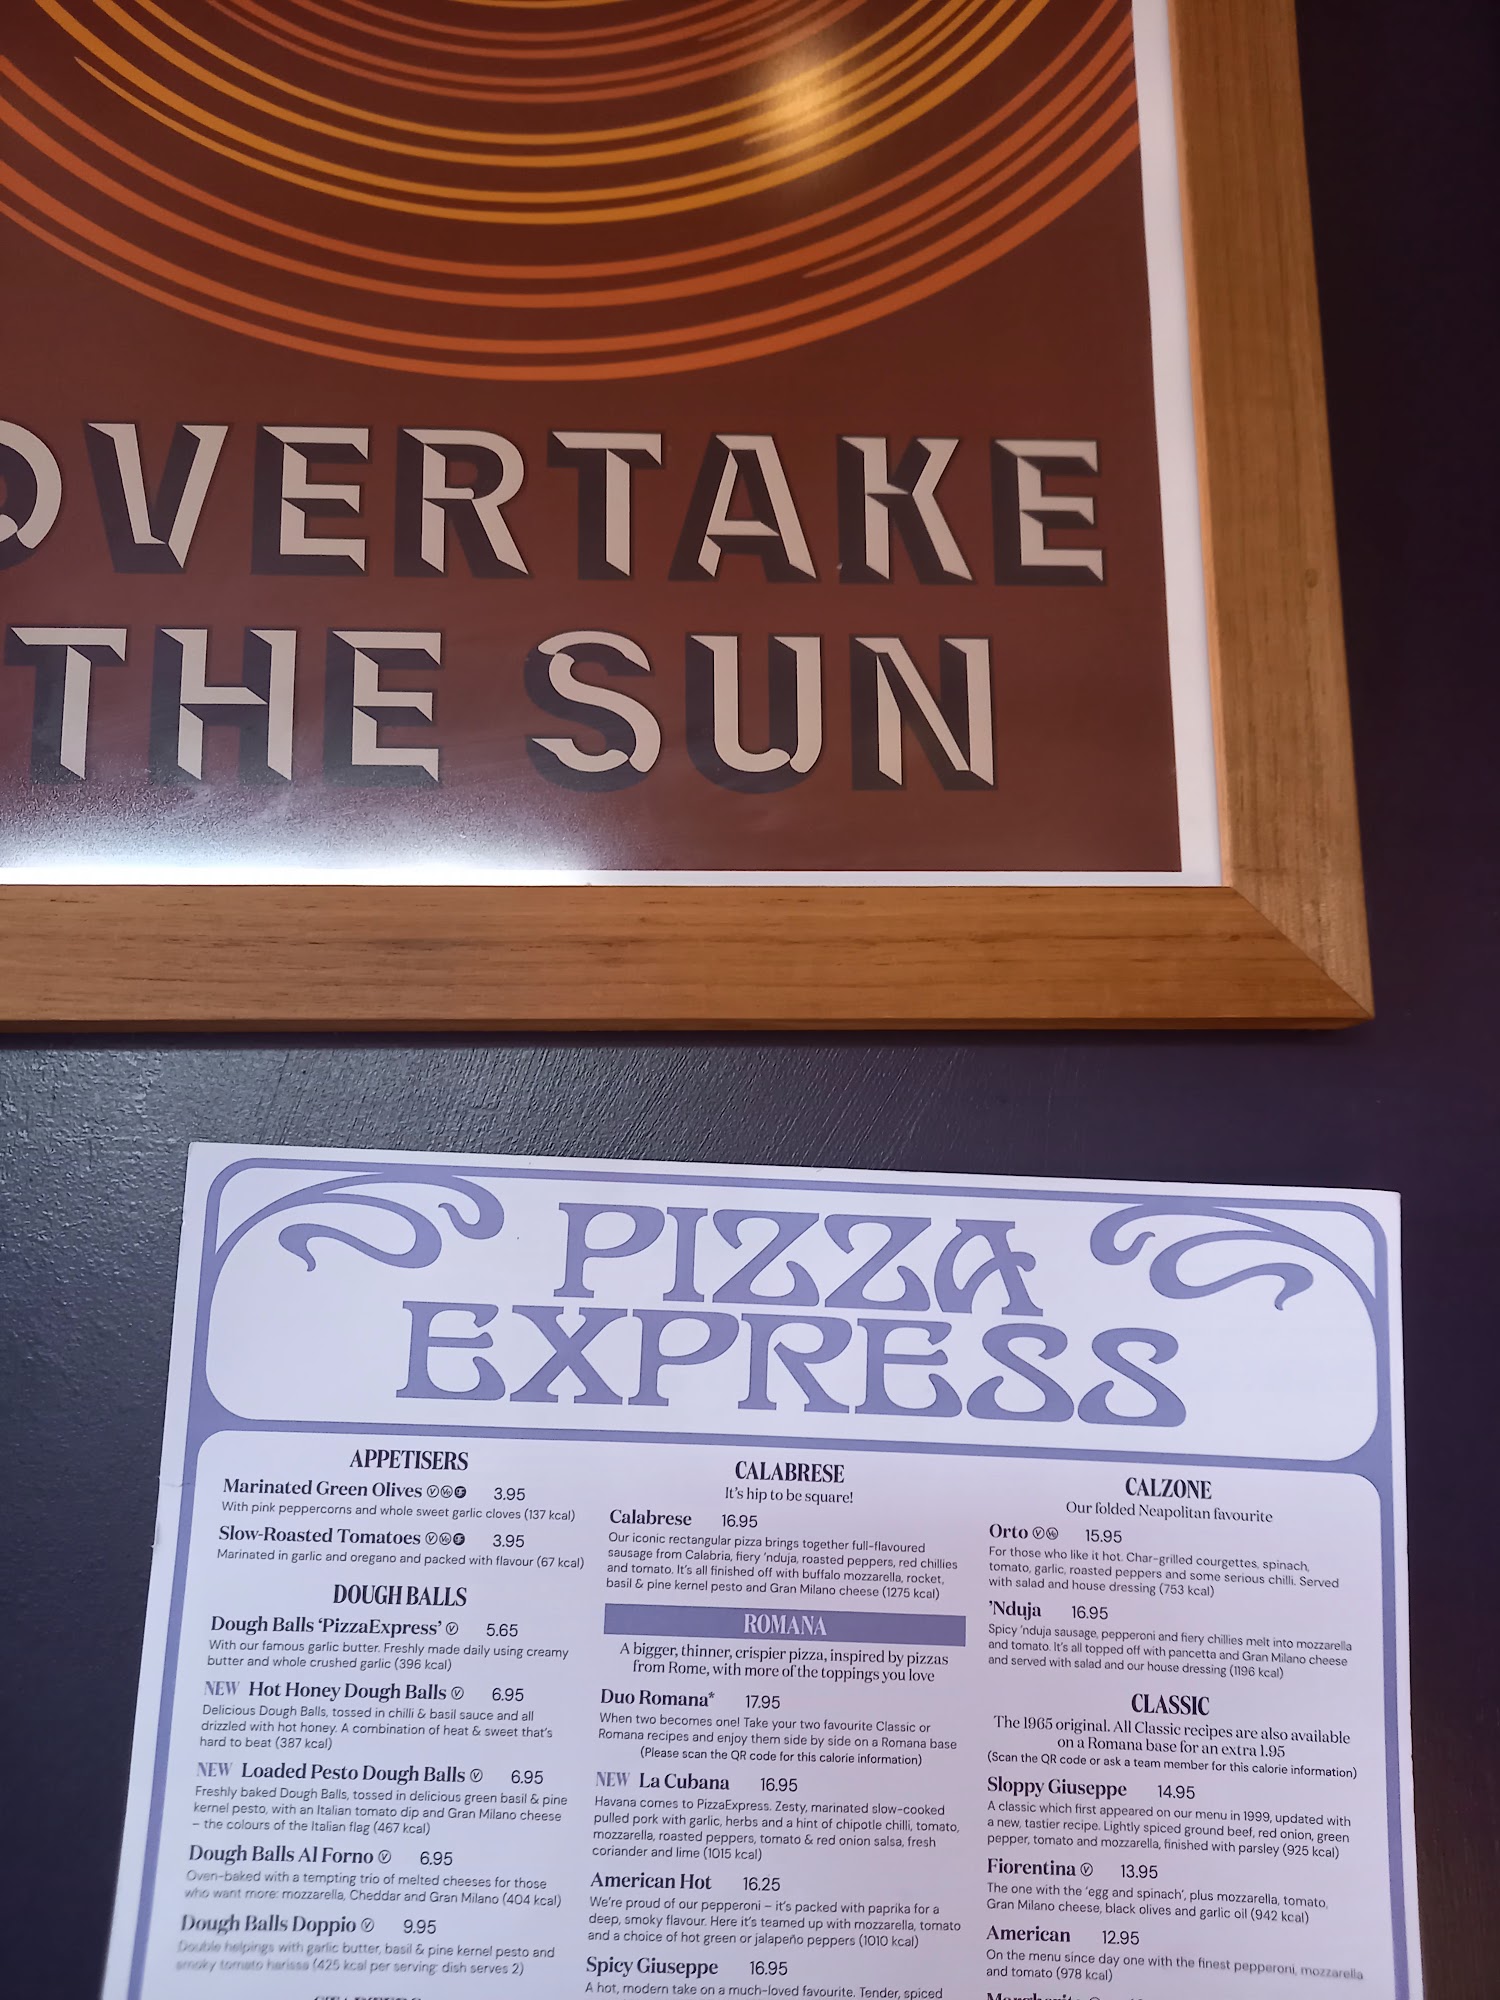 OVERTAKE
THE SUN
PIZZA
EXPRESS
APPETISERS
Marinated Green Olives Ⓥ 3.95
With pink peppercorns and whole sweet garlic cloves (137 kcal)
Slow-Roasted Tomatoes Ⓥ 3.95
Marinated in garlic and oregano and packed with flavour (67 kcal)
DOUGH BALLS
Dough Balls ‘PizzaExpress’ Ⓥ 5.65
With our famous garlic butter. Freshly made daily using creamy
butter and whole crushed garlic (396 kcal)
NEW Hot Honey Dough Balls Ⓥ 6.95
Delicious Dough Balls, tossed in chilli & basil sauce and all
drizzled with hot honey. A combination of heat & sweet that’s
hard to beat (387 kcal)
NEW Loaded Pesto Dough Balls Ⓥ 6.95
Freshly baked Dough Balls, tossed in delicious green basil & pine
kernel pesto, with an Italian tomato dip and Gran Milano cheese
– the colours of the Italian flag (467 kcal)
Dough Balls Al Forno Ⓥ 6.95
Oven-baked with a tempting trio of melted cheeses for those
who want more: mozzarella, Cheddar and Gran Milano (404 kcal)
Dough Balls Doppio Ⓥ 9.95
Double helpings with garlic butter, basil & pine kernel pesto and
smoky tomato harissa (425 kcal per serving: dish serves 2)
CALABRESE
It’s hip to be square!
Calabrese 16.95
Our iconic rectangular pizza brings together full-flavoured
sausage from Calabria, fiery ’nduja, roasted peppers, red chillies
and tomato. It’s all finished off with buffalo mozzarella, rocket,
basil & pine kernel pesto and Gran Milano cheese (1275 kcal)
ROMANA
A bigger, thinner, crispier pizza, inspired by pizzas
from Rome, with more of the toppings you love
Duo Romana* 17.95
When two becomes one! Take your two favourite Classic or
Romana recipes and enjoy them side by side on a Romana base
(Please scan the QR code for this calorie information)
NEW La Cubana 16.95
Havana comes to PizzaExpress. Zesty, marinated slow-cooked
pulled pork with garlic, herbs and a hint of chipotle chilli, tomato,
mozzarella, roasted peppers, tomato & red onion salsa, fresh
coriander and lime (1015 kcal)
American Hot 16.25
We’re proud of our pepperoni – it’s packed with paprika for a
deep, smoky flavour. Here it’s teamed up with mozzarella, tomato
and a choice of hot green or jalapeño peppers (1010 kcal)
Spicy Giuseppe 16.95
A hot, modern take on a much-loved favourite. Tender, spiced
CALZONE
Our folded Neapolitan favourite
Orto Ⓥ 15.95
For those who like it hot. Char-grilled courgettes, spinach,
tomato, garlic, roasted peppers and some serious chilli. Served
with salad and house dressing (753 kcal)
’Nduja 16.95
Spicy ’nduja sausage, pepperoni and fiery chillies melt into mozzarella
and tomato. It’s all topped off with pancetta and Gran Milano cheese
and served with salad and our house dressing (1196 kcal)
CLASSIC
The 1965 original. All Classic recipes are also available
on a Romana base for an extra 1.95
(Scan the QR code or ask a team member for this calorie information)
Sloppy Giuseppe 14.95
A classic which first appeared on our menu in 1999, updated with
a new, tastier recipe. Lightly spiced ground beef, red onion, green
pepper, tomato and mozzarella, finished with parsley (925 kcal)
Fiorentina Ⓥ 13.95
The one with the ‘egg and spinach’, plus mozzarella, tomato,
Gran Milano cheese, black olives and garlic oil (942 kcal)
American 12.95
On the menu since day one with the finest pepperoni, mozzarella
and tomato (978 kcal)